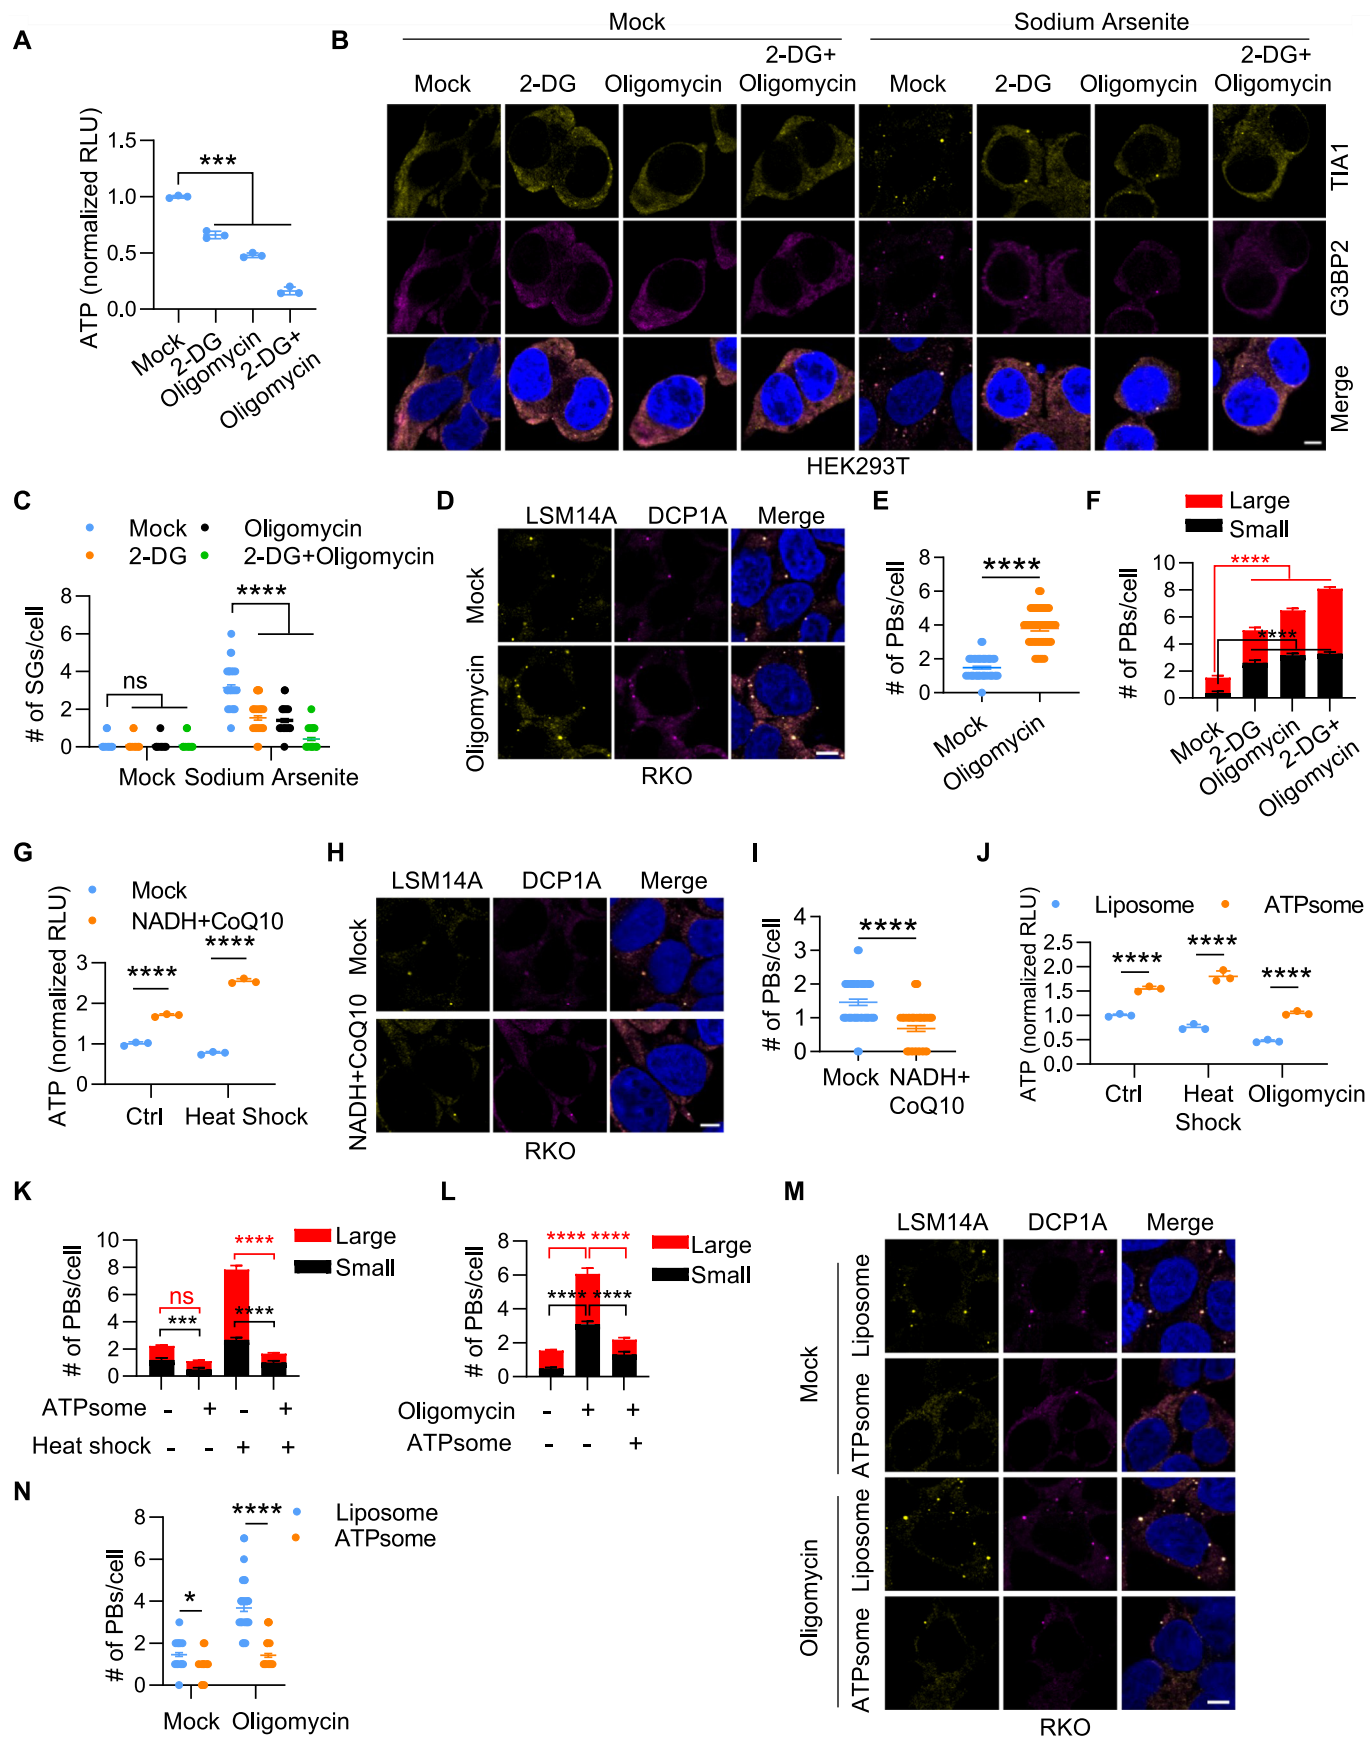 A
ATP (normalized RLU)
1.5
1.0
0.5
0.0
***
Mock
2-DG
Oligomycin
2-DG+
Oligomycin
B
Mock
Sodium Arsenite
Mock
2-DG
Oligomycin
2-DG+
Oligomycin
Mock
2-DG
Oligomycin
2-DG+
Oligomycin
TIA1
G3BP2
Merge
HEK293T
C
Mock
Oligomycin
2-DG
2-DG+Oligomycin
# of SGs/cell
8
6
4
2
0
ns
****
Mock
Sodium Arsenite
D
LSM14A
DCP1A
Merge
Mock
Oligomycin
RKO
E
# of PBs/cell
8
6
4
2
0
****
Mock
Oligomycin
F
Large
Small
# of PBs/cell
10
8
6
4
2
0
****
****
Mock
2-DG
Oligomycin
2-DG+
Oligomycin
G
Mock
NADH+CoQ10
ATP (normalized RLU)
3
2
1
0
****
****
Ctrl
Heat Shock
H
LSM14A
DCP1A
Merge
Mock
NADH+CoQ10
RKO
I
# of PBs/cell
4
3
2
1
0
****
Mock
NADH+
CoQ10
J
Liposome
ATPsome
ATP (normalized RLU)
2.5
2.0
1.5
1.0
0.5
0.0
****
****
****
Ctrl
Heat
Shock
Oligomycin
K
Large
Small
# of PBs/cell
10
8
6
4
2
0
ns
***
****
****
ATPsome - + - +
Heat shock - - + +
L
Large
Small
# of PBs/cell
8
6
4
2
0
**** ****
**** ****
Oligomycin - + +
ATPsome - - +
M
LSM14A
DCP1A
Merge
Mock
Liposome
ATPsome
Oligomycin
Liposome
ATPsome
RKO
N
Liposome
ATPsome
# of PBs/cell
8
6
4
2
0
*
****
Mock
Oligomycin